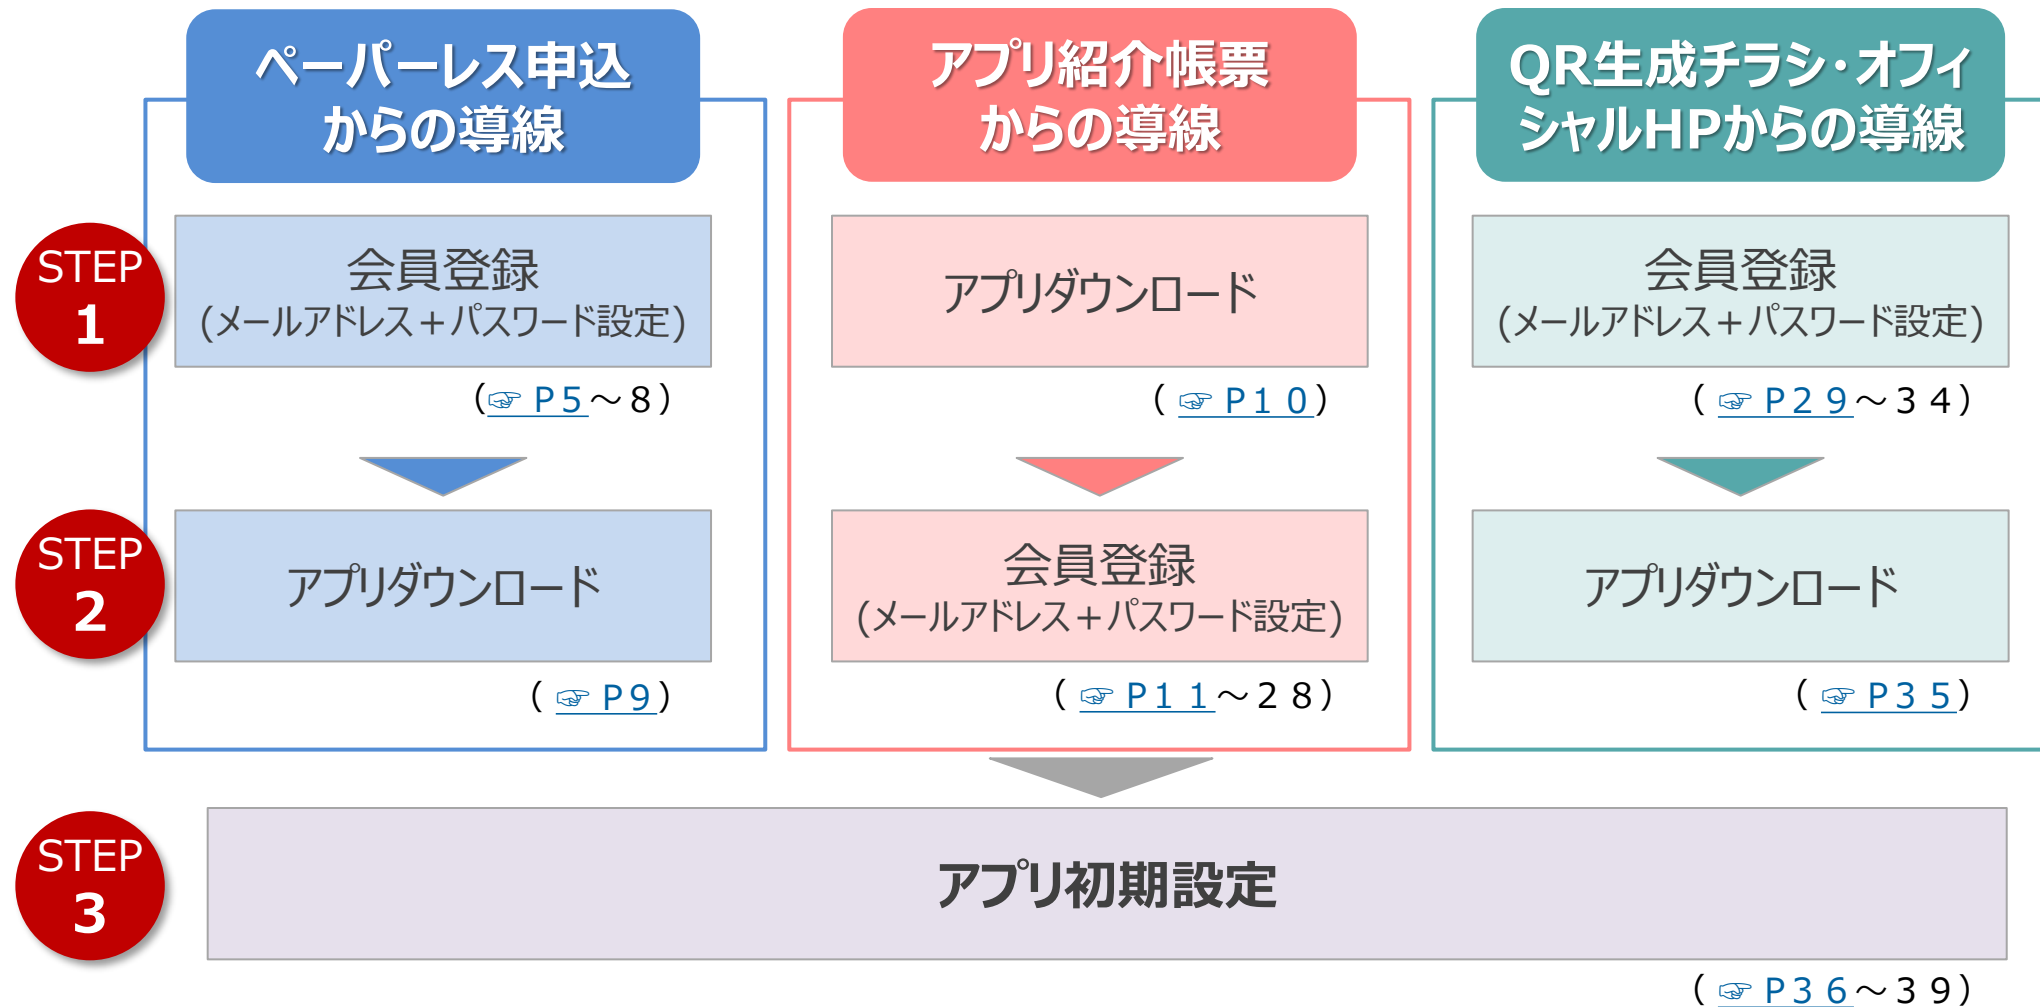 ペーパーレス申込
からの導線
アプリ紹介帳票
からの導線
QR生成チラシ・オフィ
シャルHPからの導線
STEP
1
会員登録
(メールアドレス＋パスワード設定)
（☞ P5～8）
アプリダウンロード
（ ☞ P１０）
会員登録
(メールアドレス＋パスワード設定)
（ ☞ P２９～３４）
STEP
2
アプリダウンロード
（ ☞ P９）
会員登録
(メールアドレス＋パスワード設定)
（ ☞ P１１～２８）
アプリダウンロード
（ ☞ P３５）
STEP
3
アプリ初期設定
（ ☞ P３６～３９）